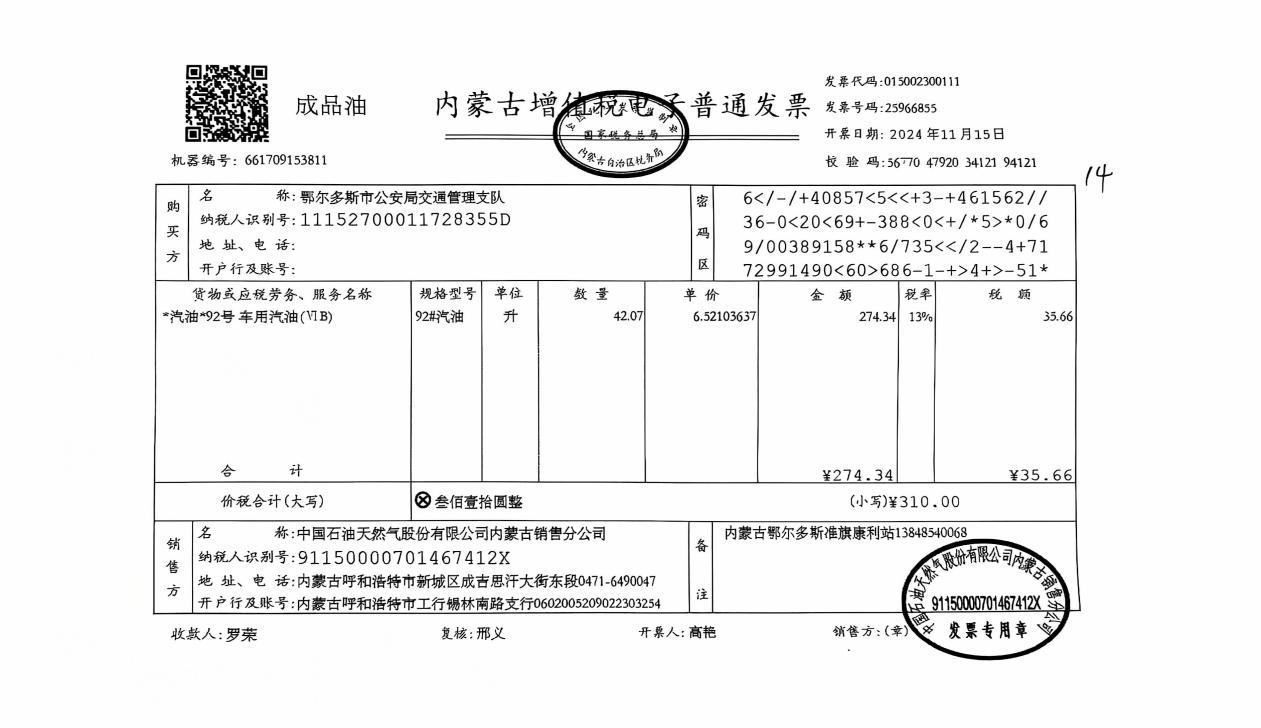 成品油
内蒙古增值税电子普通发票
国家税务总局
内蒙古自治区税务局
发票代码:015002300111
发票号码:25966855
开票日期: 2024 年11月15日
校 验 码:56770 47920 34121 94121
机器编号: 661709153811
14
购买方
名 称:鄂尔多斯市公安局交通管理支队
纳税人识别号:11152700011728355D
地 址、电 话:
开户行及账号:
密码区
6</-/+40857<5<<+3-+461562//
36-0<20<69+-388<0<+/*5>*0/6
9/00389158**6/735<</2--4+71
72991490<60>686-1-+>4+>-51*
货物或应税劳务、服务名称 规格型号 单位 数 量 单 价 金 额 税率 税 额
*汽油*92号 车用汽油(ⅥB) 92#汽油 升 42.07 6.52103637 274.34 13% 35.66
合 计 ¥274.34 ¥35.66
价税合计(大写) ⊗叁佰壹拾圆整 (小写)¥310.00
销售方
名 称:中国石油天然气股份有限公司内蒙古销售分公司
纳税人识别号:91150000701467412X
地 址、电 话:内蒙古呼和浩特市新城区成吉思汗大街东段0471-6490047
开户行及账号:内蒙古呼和浩特市工行锡林南路支行0602005209022303254
备注
内蒙古鄂尔多斯准旗康利站13848540068
收款人:罗荣 复核:邢义 开票人:高艳 销售方:(章)
中国石油天然气股份有限公司内蒙古销售分公司
91150000701467412X
发票专用章